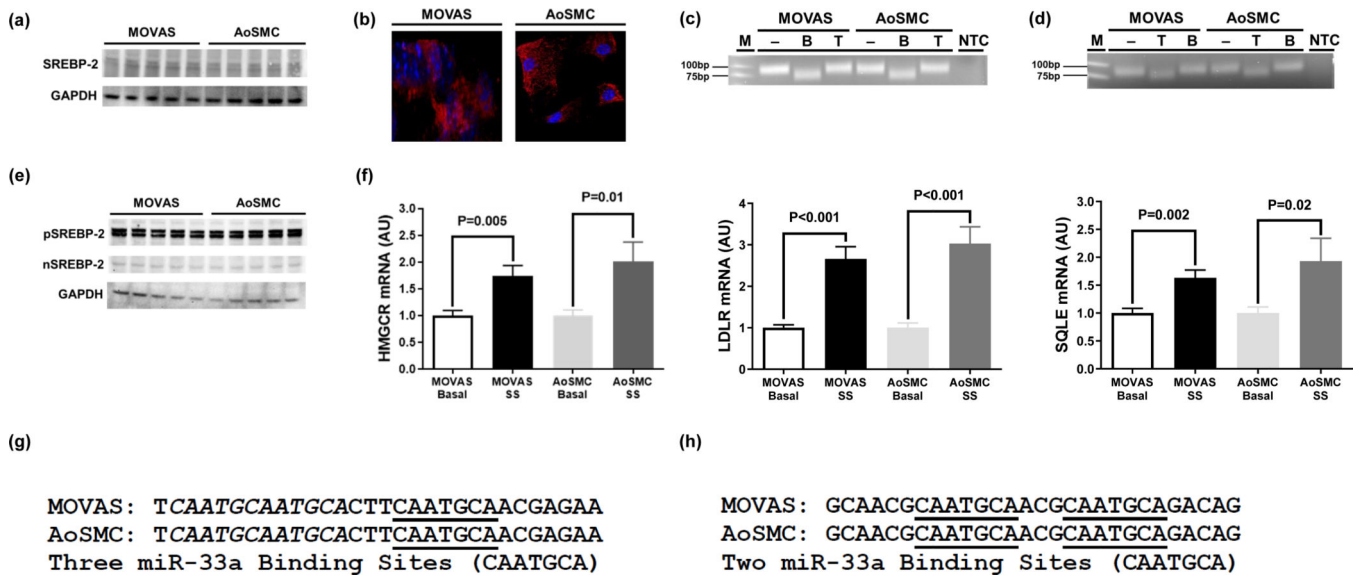 (a)
MOVAS AoSMC
SREBP-2
GAPDH
(b)
MOVAS AoSMC
(c)
MOVAS AoSMC
M – B T – B T NTC
100bp
75bp
(d)
MOVAS AoSMC
M – T B – T B NTC
100bp
75bp
(e)
MOVAS AoSMC
pSREBP-2
nSREBP-2
GAPDH
(f)
HMGCR mRNA (AU)
3.0
2.5
2.0
1.5
1.0
0.5
0.0
P=0.005
P=0.01
MOVAS MOVAS AoSMC AoSMC
Basal SS Basal SS
LDLR mRNA (AU)
4
3
2
1
0
P<0.001
P<0.001
MOVAS MOVAS AoSMC AoSMC
Basal SS Basal SS
SQLE mRNA (AU)
3.0
2.5
2.0
1.5
1.0
0.5
0.0
P=0.002
P=0.02
MOVAS MOVAS AoSMC AoSMC
Basal SS Basal SS
(g)
MOVAS: TCAATGCAATGCACTTCAATGCAACGAGAA
AoSMC: TCAATGCAATGCACTTCAATGCAACGAGAA
Three miR-33a Binding Sites (CAATGCA)
(h)
MOVAS: GCAACGCAATGCAACGCAATGCAGACAG
AoSMC: GCAACGCAATGCAACGCAATGCAGACAG
Two miR-33a Binding Sites (CAATGCA)